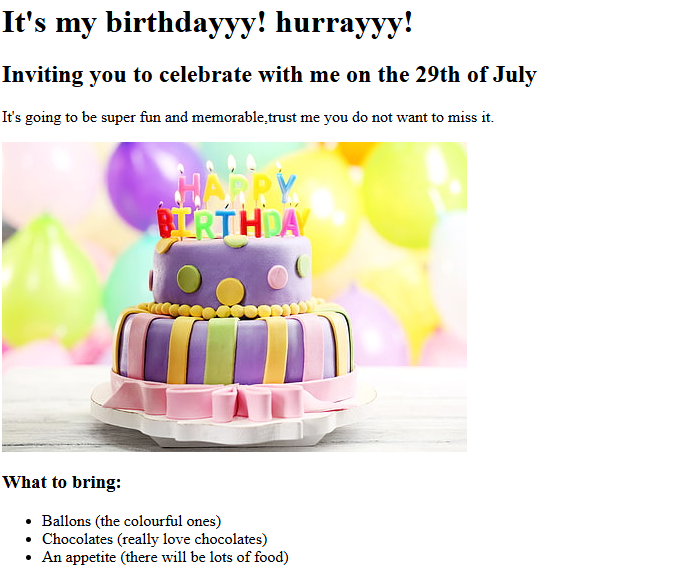 It's my birthdayyy! hurrayyy!
Inviting you to celebrate with me on the 29th of July
It's going to be super fun and memorable,trust me you do not want to miss it.
HAPPY
BIRTHDAY
What to bring:
• Ballons (the colourful ones)
• Chocolates (really love chocolates)
• An appetite (there will be lots of food)